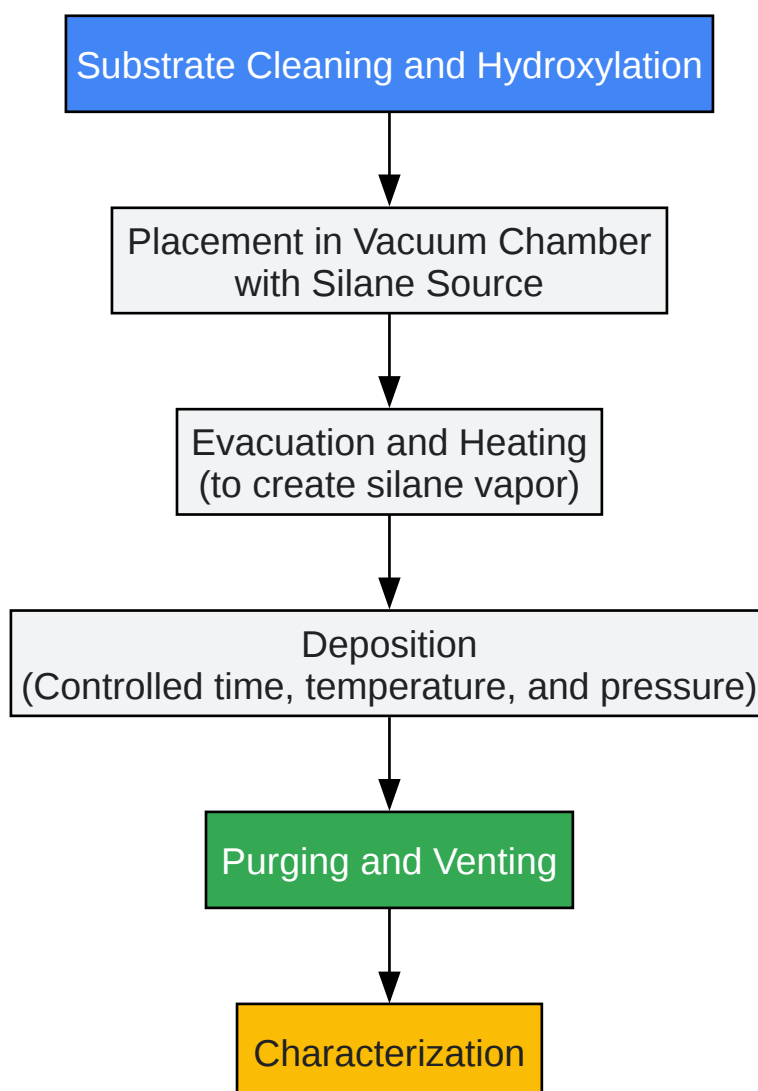 Substrate Cleaning and Hydroxylation
Placement in Vacuum Chamber
with Silane Source
Evacuation and Heating
(to create silane vapor)
Deposition
(Controlled time, temperature, and pressure)
Purging and Venting
Characterization